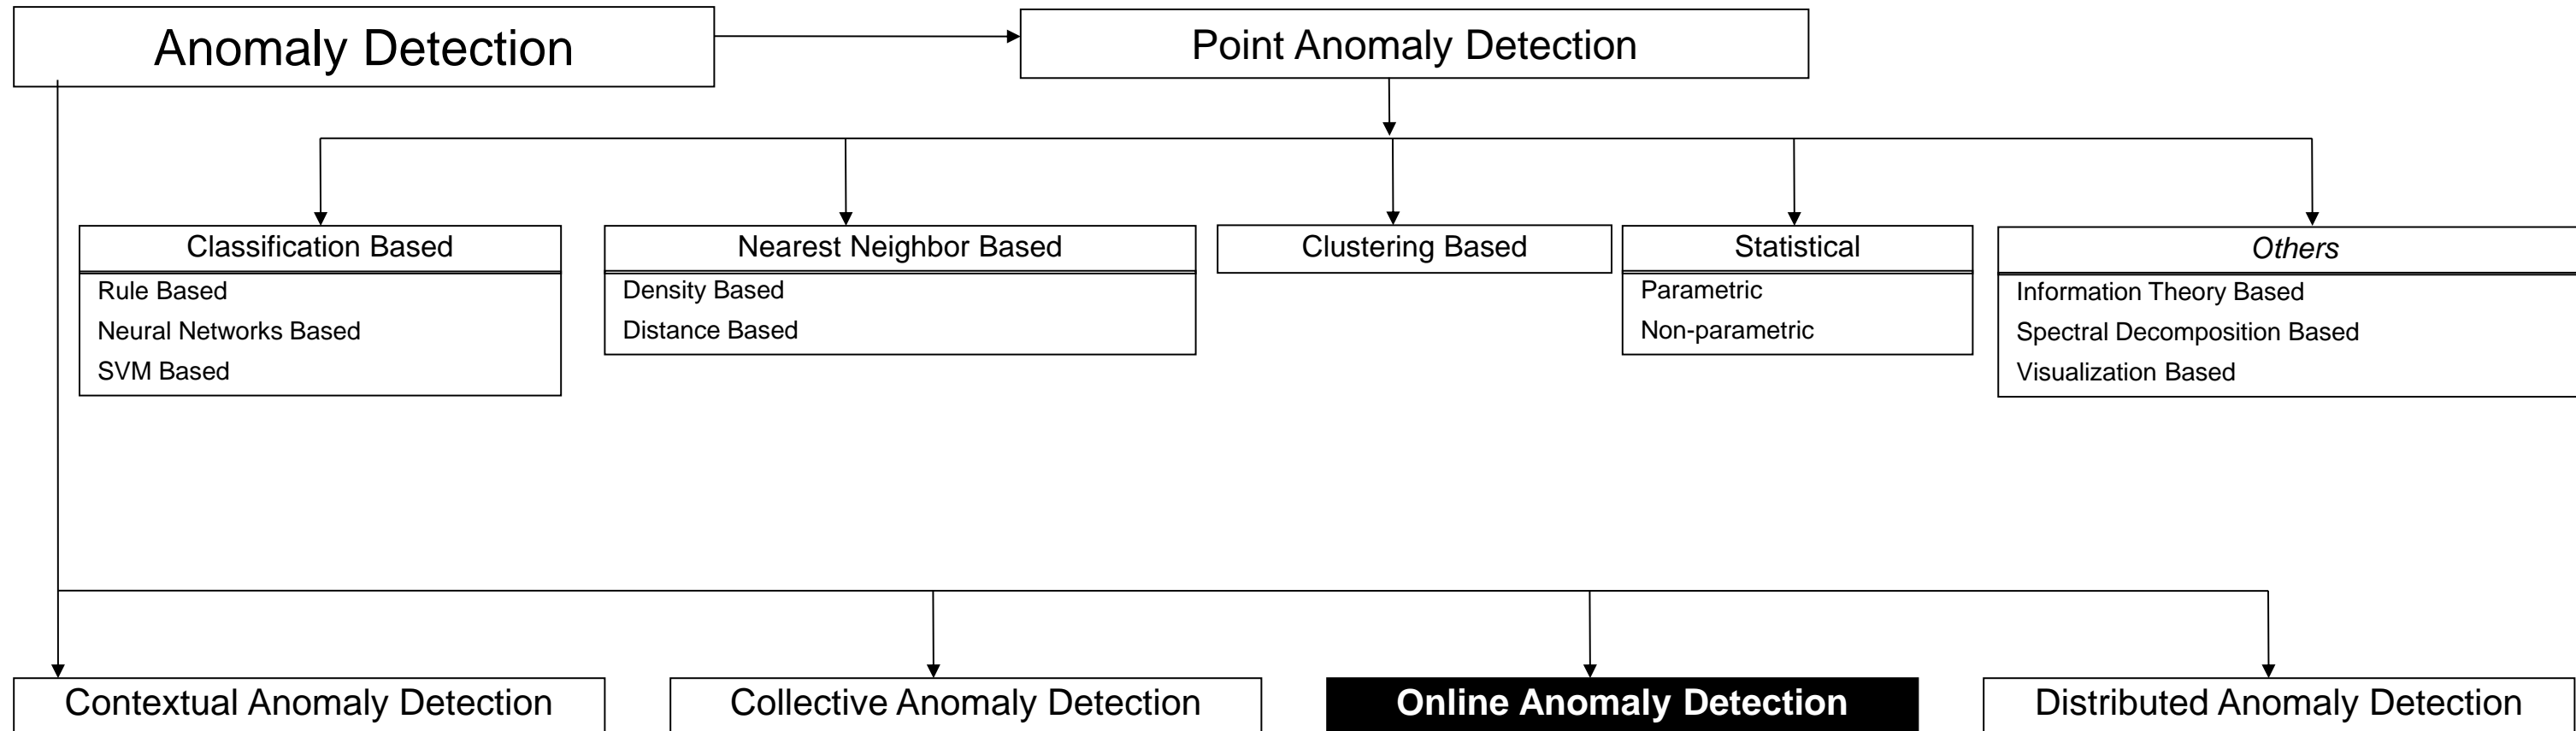 Anomaly Detection
Point Anomaly Detection
Classification Based
Rule Based
Neural Networks Based
SVM Based
Nearest Neighbor Based
Density Based
Distance Based
Clustering Based
Statistical
Parametric
Non-parametric
Others
Information Theory Based
Spectral Decomposition Based
Visualization Based
Contextual Anomaly Detection
Collective Anomaly Detection
Online Anomaly Detection
Distributed Anomaly Detection